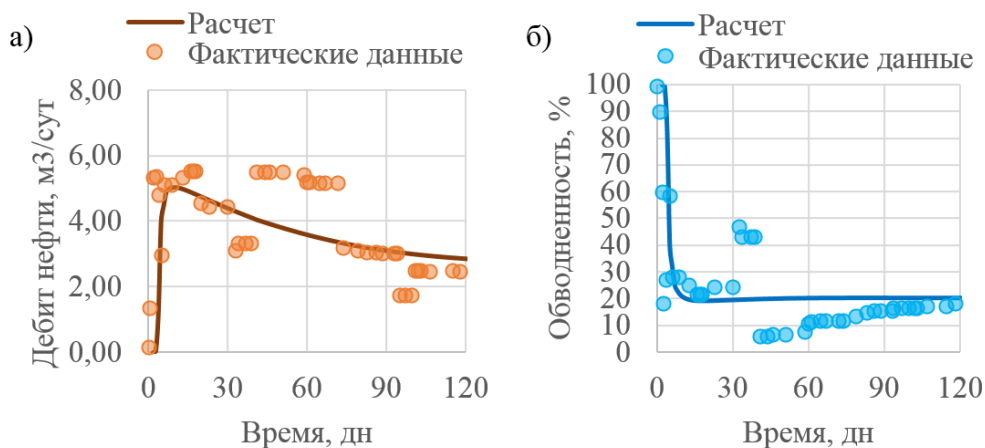 а)
Расчет
Фактические данные
Дебит нефти, м3/сут
8,00
6,00
4,00
2,00
0,00
0 30 60 90 120
Время, дн
б)
Расчет
Фактические данные
Обводненность, %
100
90
80
70
60
50
40
30
20
10
0
0 30 60 90 120
Время, дн